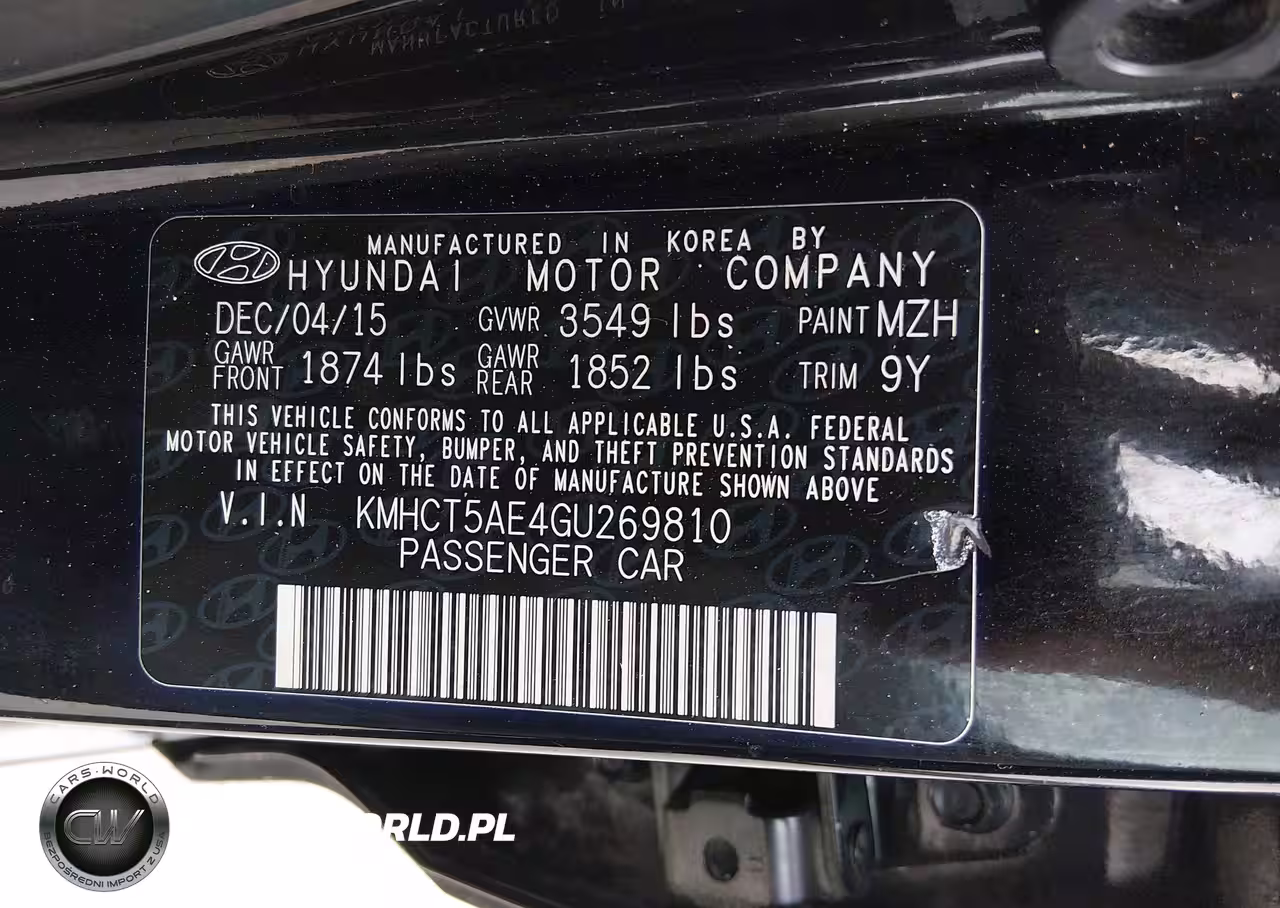 MANUFACTURED IN KOREA BY
HYUNDAI MOTOR COMPANY
DEC/04/15 GVWR 3549 lbs PAINT MZH
GAWR FRONT 1874 lbs GAWR REAR 1852 lbs TRIM 9Y
THIS VEHICLE CONFORMS TO ALL APPLICABLE U.S.A. FEDERAL
MOTOR VEHICLE SAFETY, BUMPER, AND THEFT PREVENTION STANDARDS
IN EFFECT ON THE DATE OF MANUFACTURE SHOWN ABOVE
V.I.N KMHCT5AE4GU269810
PASSENGER CAR
CARS-WORLD
CW
BEZPOŚREDNI IMPORT Z USA
ORLD.PL